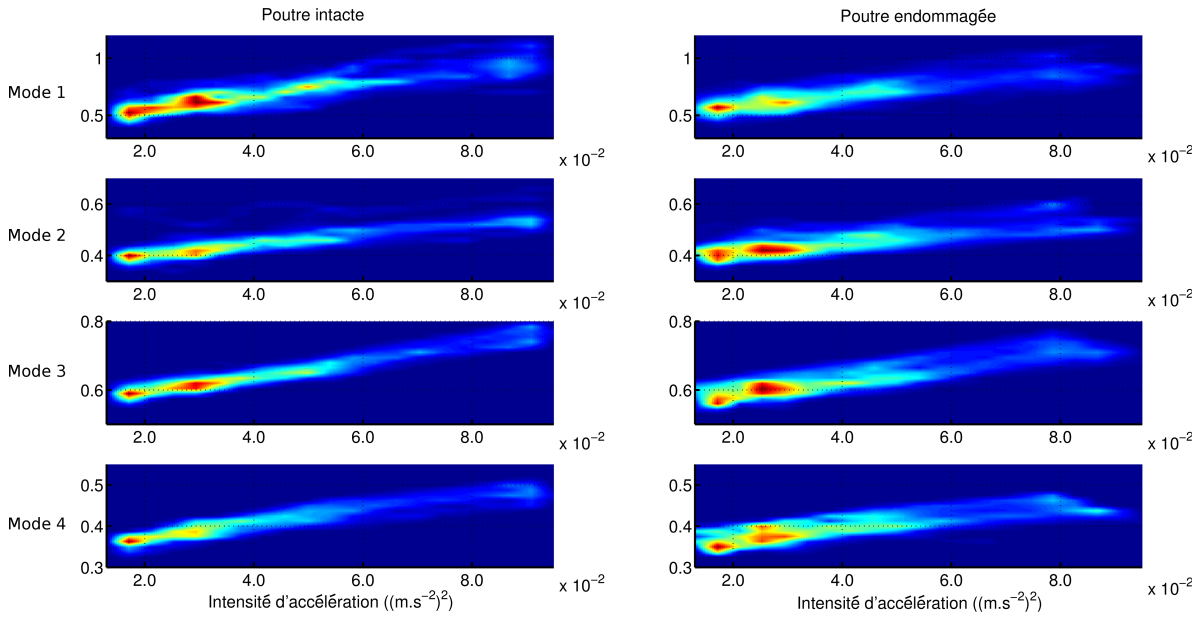 Poutre intacte
Poutre endommagée
Mode 1
1
0.5
2.0 4.0 6.0 8.0
x 10−2
1
0.5
2.0 4.0 6.0 8.0
x 10−2
Mode 2
0.6
0.4
2.0 4.0 6.0 8.0
x 10−2
0.6
0.4
2.0 4.0 6.0 8.0
x 10−2
Mode 3
0.8
0.6
2.0 4.0 6.0 8.0
x 10−2
0.8
0.6
2.0 4.0 6.0 8.0
x 10−2
Mode 4
0.5
0.4
0.3
2.0 4.0 6.0 8.0
x 10−2
Intensité d'accélération ((m.s−2)2)
0.5
0.4
0.3
2.0 4.0 6.0 8.0
x 10−2
Intensité d'accélération ((m.s−2)2)